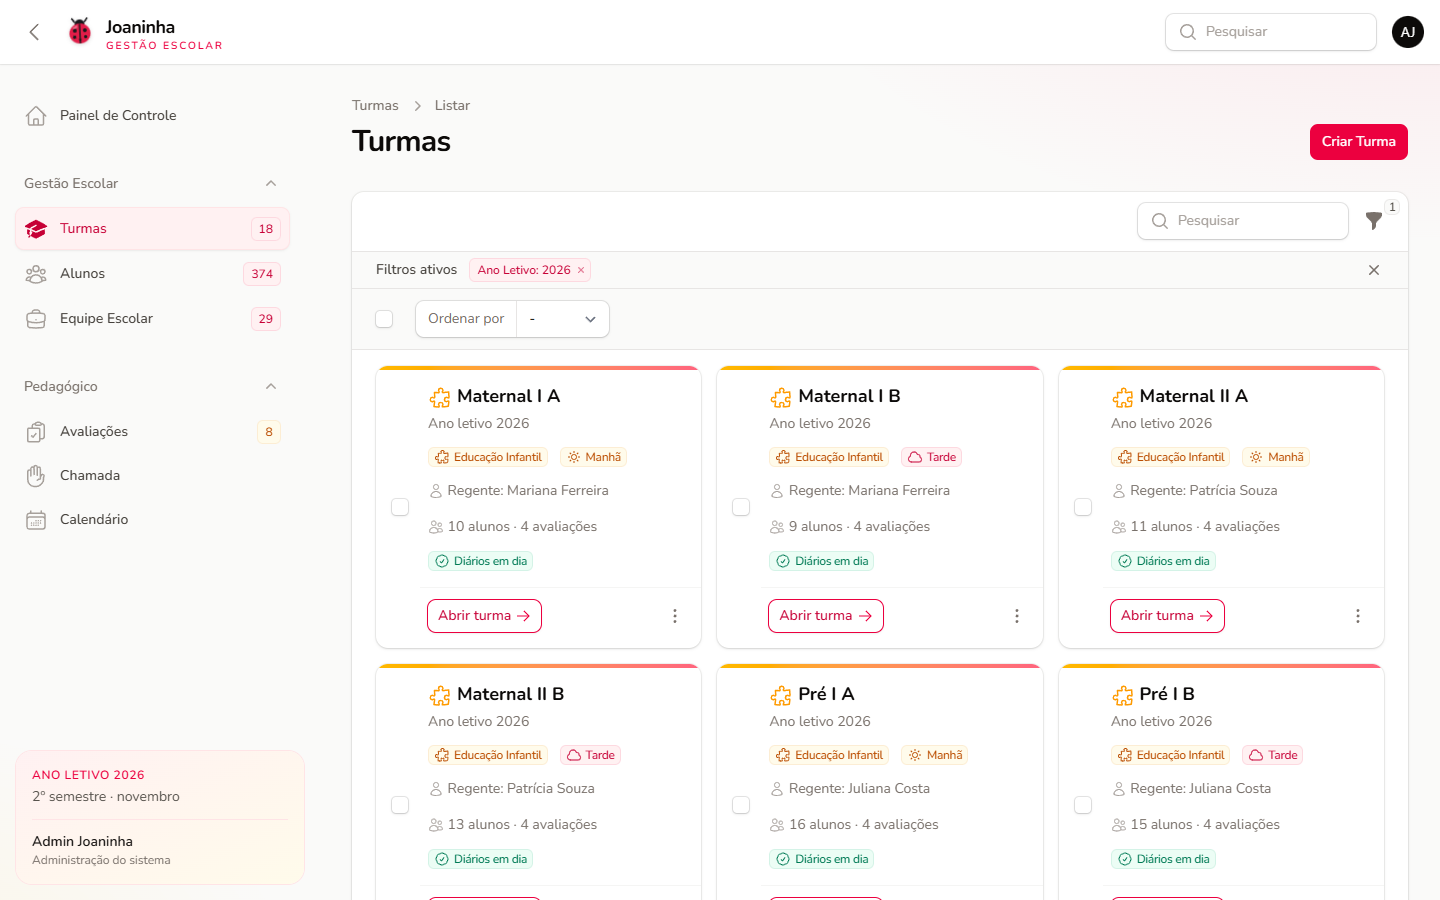 Joaninha
GESTÃO ESCOLAR
Pesquisar
AJ
Painel de Controle
Gestão Escolar
Turmas 18
Alunos 374
Equipe Escolar 29
Pedagógico
Avaliações 8
Chamada
Calendário
ANO LETIVO 2026
2º semestre · novembro
Admin Joaninha
Administração do sistema
Turmas > Listar
Turmas
Criar Turma
Pesquisar
1
Filtros ativos
Ano Letivo: 2026 ×
Ordenar por
-
Maternal I A
Ano letivo 2026
Educação Infantil
Manhã
Regente: Mariana Ferreira
10 alunos · 4 avaliações
Diários em dia
Abrir turma →
Maternal I B
Ano letivo 2026
Educação Infantil
Tarde
Regente: Mariana Ferreira
9 alunos · 4 avaliações
Diários em dia
Abrir turma →
Maternal II A
Ano letivo 2026
Educação Infantil
Manhã
Regente: Patrícia Souza
11 alunos · 4 avaliações
Diários em dia
Abrir turma →
Maternal II B
Ano letivo 2026
Educação Infantil
Tarde
Regente: Patrícia Souza
13 alunos · 4 avaliações
Diários em dia
Pré I A
Ano letivo 2026
Educação Infantil
Manhã
Regente: Juliana Costa
16 alunos · 4 avaliações
Diários em dia
Pré I B
Ano letivo 2026
Educação Infantil
Tarde
Regente: Juliana Costa
15 alunos · 4 avaliações
Diários em dia